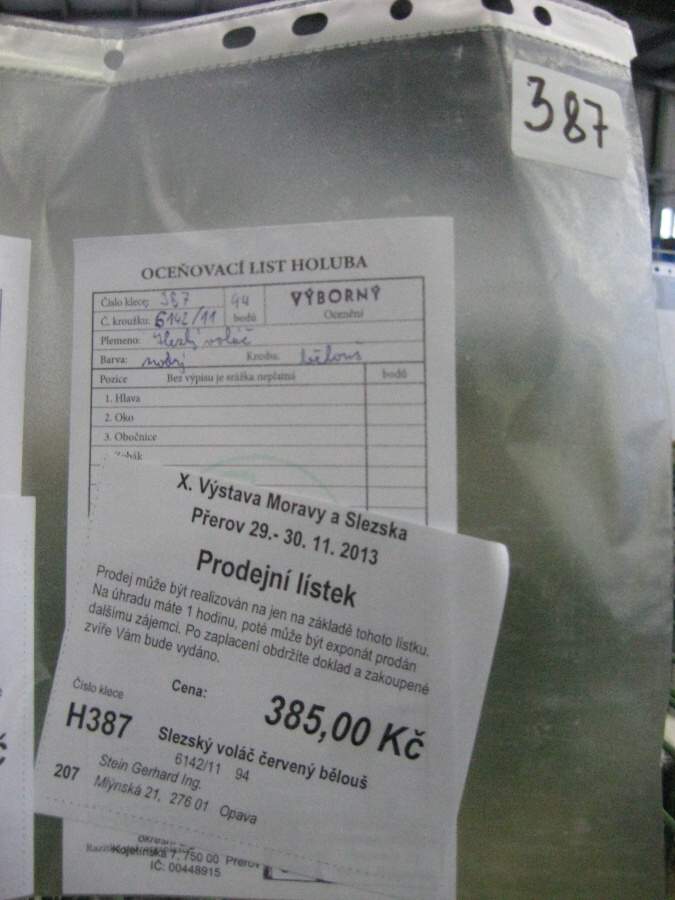 387
OCEŇOVACÍ LIST HOLUBA
Číslo klece: 387 94 VÝBORNÝ
Č. kroužku: 6142/11 bodů Ocenění
Plemeno: voláč
Barva: modrý Kresba: bělouš
Pozice Bez výpisu je srážka neplatná bodů
1. Hlava
2. Oko
3. Obočnice
X. Výstava Moravy a Slezska
Přerov 29.- 30. 11. 2013
Prodejní lístek
Prodej může být realizován na jen na základě tohoto lístku.
Na úhradu máte 1 hodinu, poté může být exponát prodán
dalšímu zájemci. Po zaplacení obdržíte doklad a zakoupené
zvíře Vám bude vydáno.
Číslo klece Cena: 385,00 Kč
H387 Slezský voláč červený bělouš
6142/11 94
207 Stein Gerhard Ing.
Mlýnská 21, 276 01 Opava
Kojetínská 7, 750 00 Přerov
IČ: 00448915